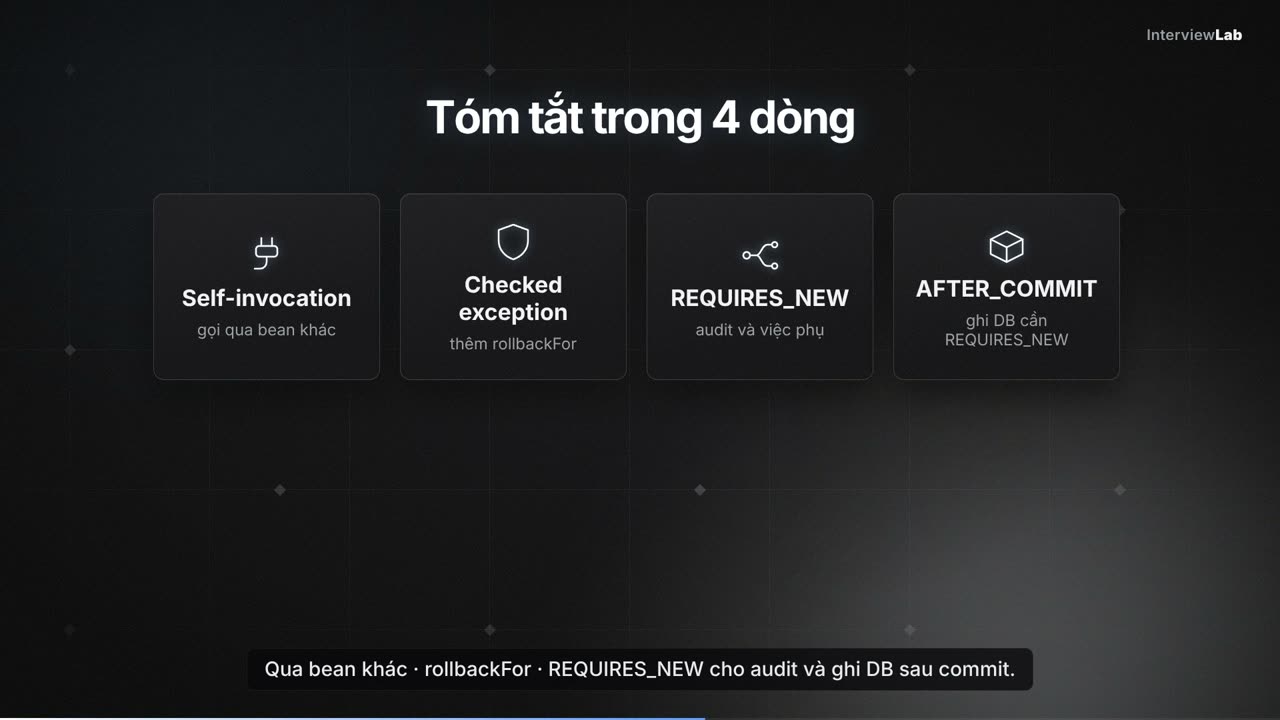 InterviewLab
Tóm tắt trong 4 dòng
Self-invocation
gọi qua bean khác
Checked
exception
thêm rollbackFor
REQUIRES_NEW
audit và việc phụ
AFTER_COMMIT
ghi DB cần
REQUIRES_NEW
Qua bean khác · rollbackFor · REQUIRES_NEW cho audit và ghi DB sau commit.